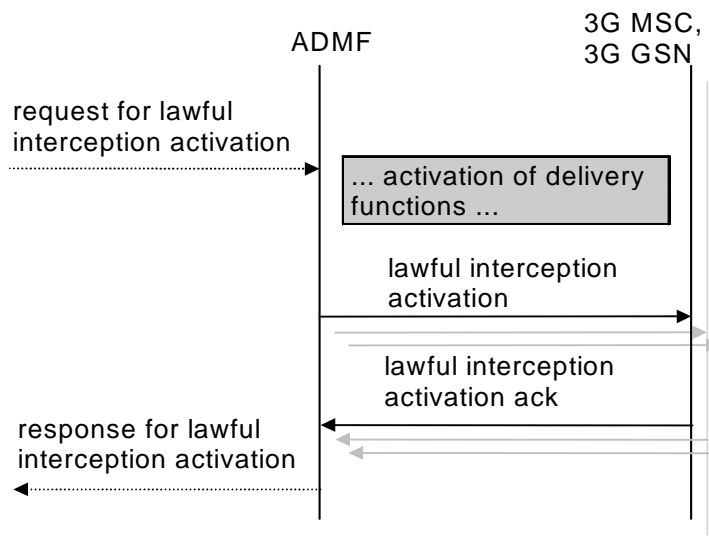 3G MSC,
ADMF
3G GSN
request for lawful
interception activation
... activation of delivery
functions ...
lawful interception
activation
lawful interception
activation ack
response for lawful
interception activation